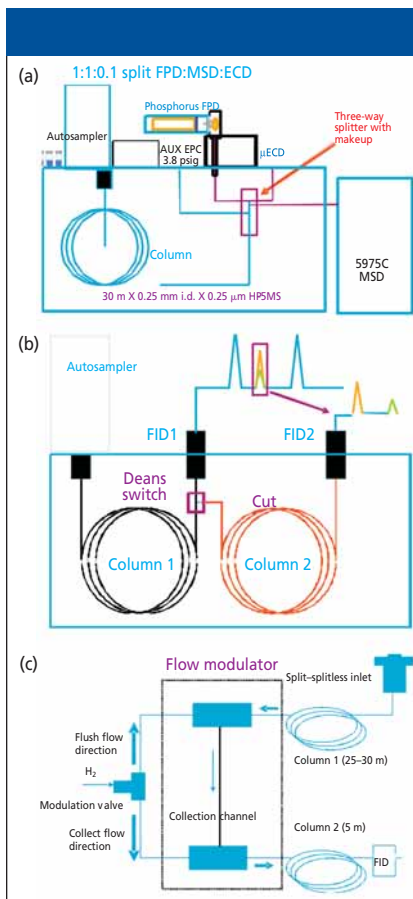 (a)
1:1:0.1 split FPD:MSD:ECD
Phosphorus FPD
Autosampler
AUX EPC
3.8 psig
μECD
Three-way
splitter with
makeup
Column
5975C
MSD
30 m X 0.25 mm i.d. X 0.25 μm HP5MS
(b)
Autosampler
FID1
FID2
Deans
switch
Cut
Column 1
Column 2
(c)
Flow modulator
Split–splitless inlet
Flush flow
direction
Column 1 (25–30 m)
H2
Modulation valve
Collection channel
Collect flow
direction
Column 2 (5 m)
FID